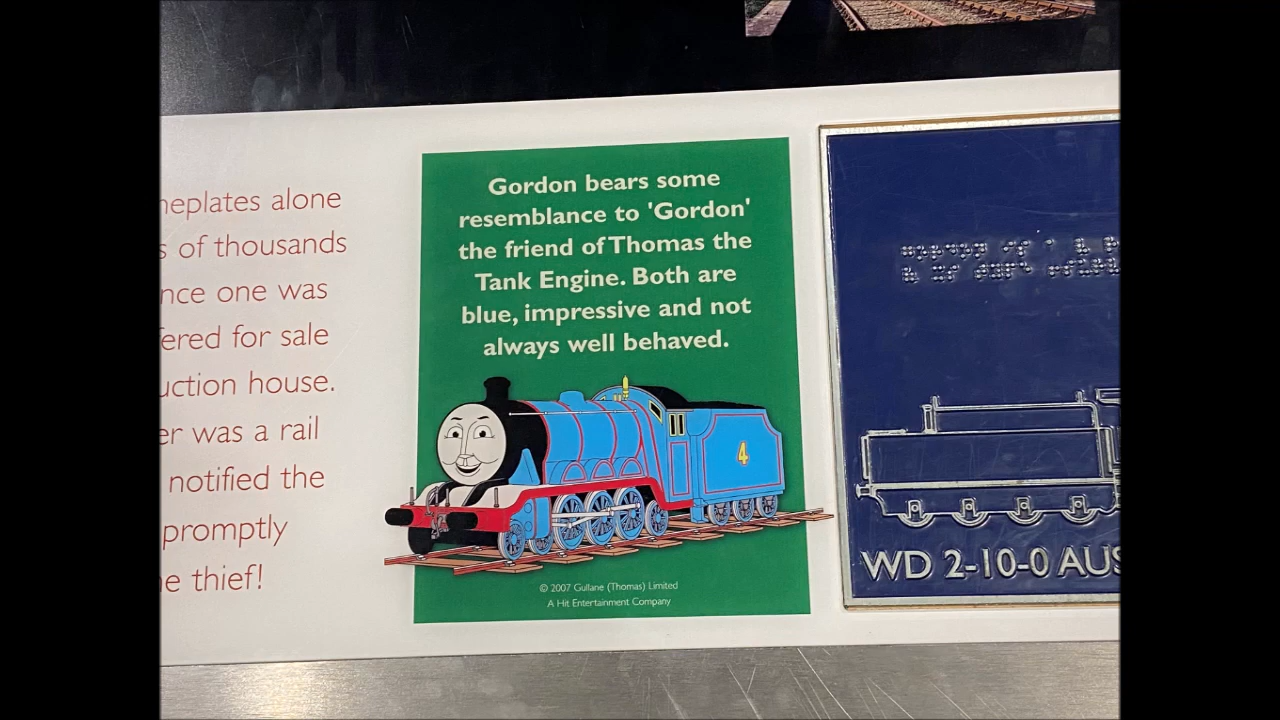 neplates alone
s of thousands
nce one was
ered for sale
uction house.
er was a rail
notified the
promptly
e thief!
Gordon bears some
resemblance to 'Gordon'
the friend of Thomas the
Tank Engine. Both are
blue, impressive and not
always well behaved.
4
© 2007 Gullane (Thomas) Limited
A Hit Entertainment Company
WD 2-10-0 AUS